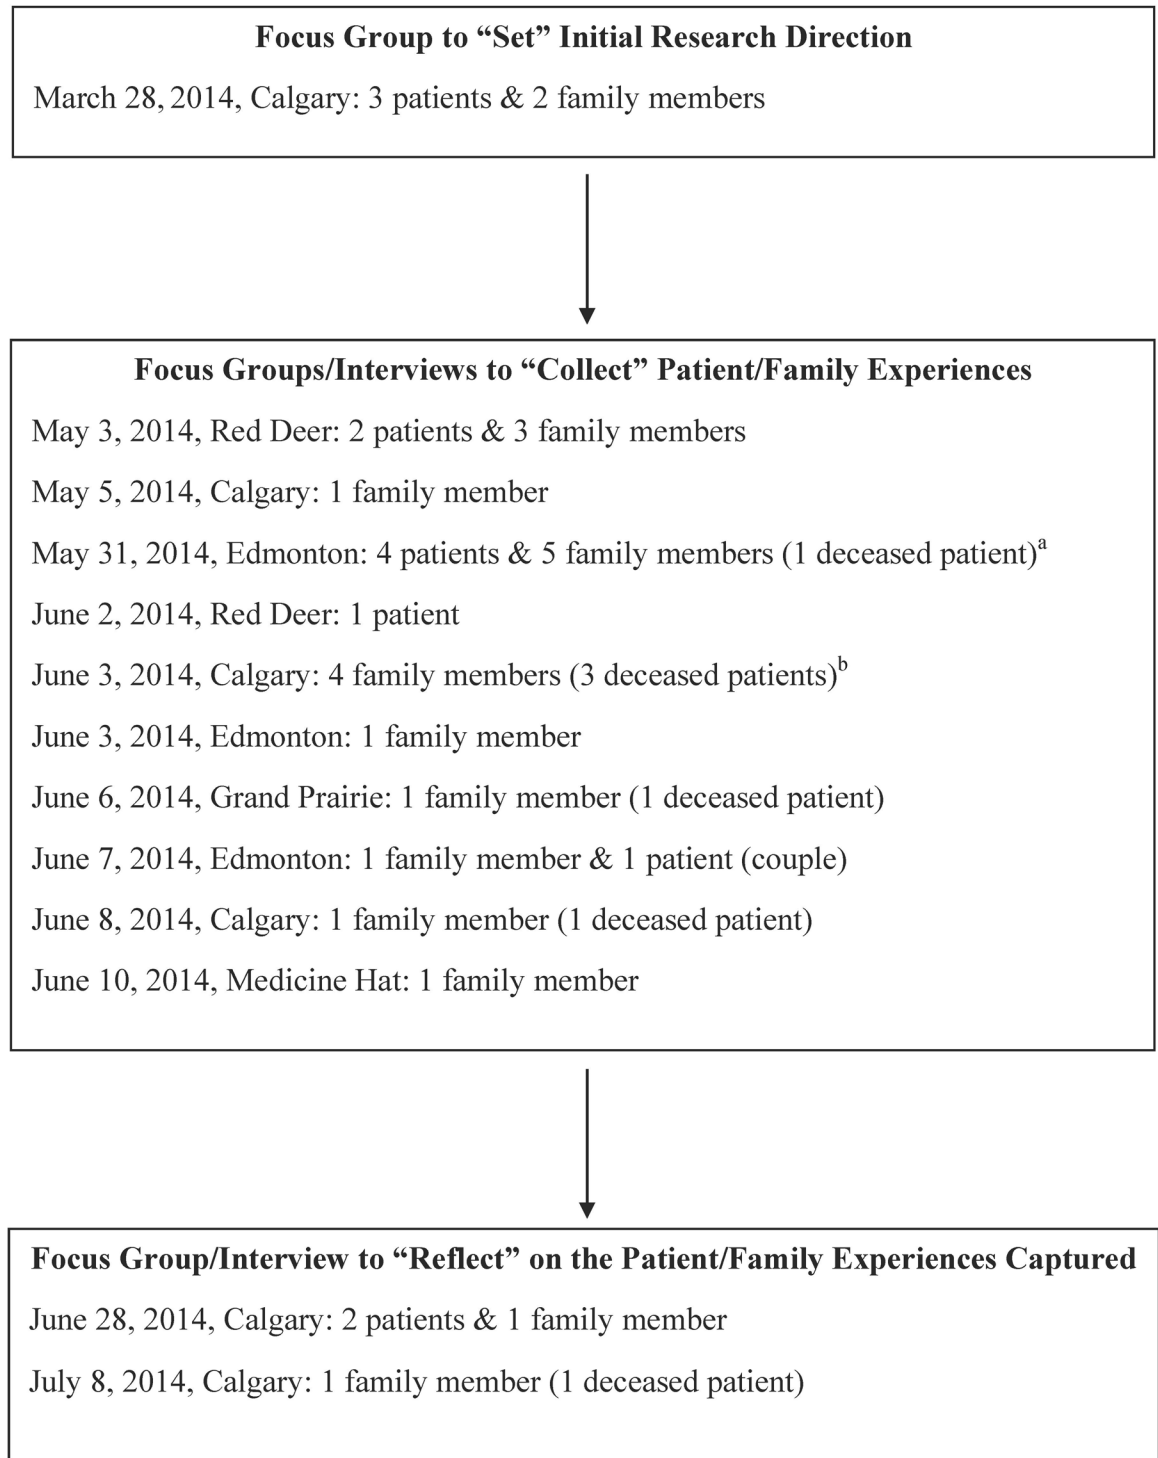 Focus Group to “Set” Initial Research Direction
March 28, 2014, Calgary: 3 patients & 2 family members
Focus Groups/Interviews to “Collect” Patient/Family Experiences
May 3, 2014, Red Deer: 2 patients & 3 family members
May 5, 2014, Calgary: 1 family member
May 31, 2014, Edmonton: 4 patients & 5 family members (1 deceased patient)ᵃ
June 2, 2014, Red Deer: 1 patient
June 3, 2014, Calgary: 4 family members (3 deceased patients)ᵇ
June 3, 2014, Edmonton: 1 family member
June 6, 2014, Grand Prairie: 1 family member (1 deceased patient)
June 7, 2014, Edmonton: 1 family member & 1 patient (couple)
June 8, 2014, Calgary: 1 family member (1 deceased patient)
June 10, 2014, Medicine Hat: 1 family member
Focus Group/Interview to “Reflect” on the Patient/Family Experiences Captured
June 28, 2014, Calgary: 2 patients & 1 family member
July 8, 2014, Calgary: 1 family member (1 deceased patient)